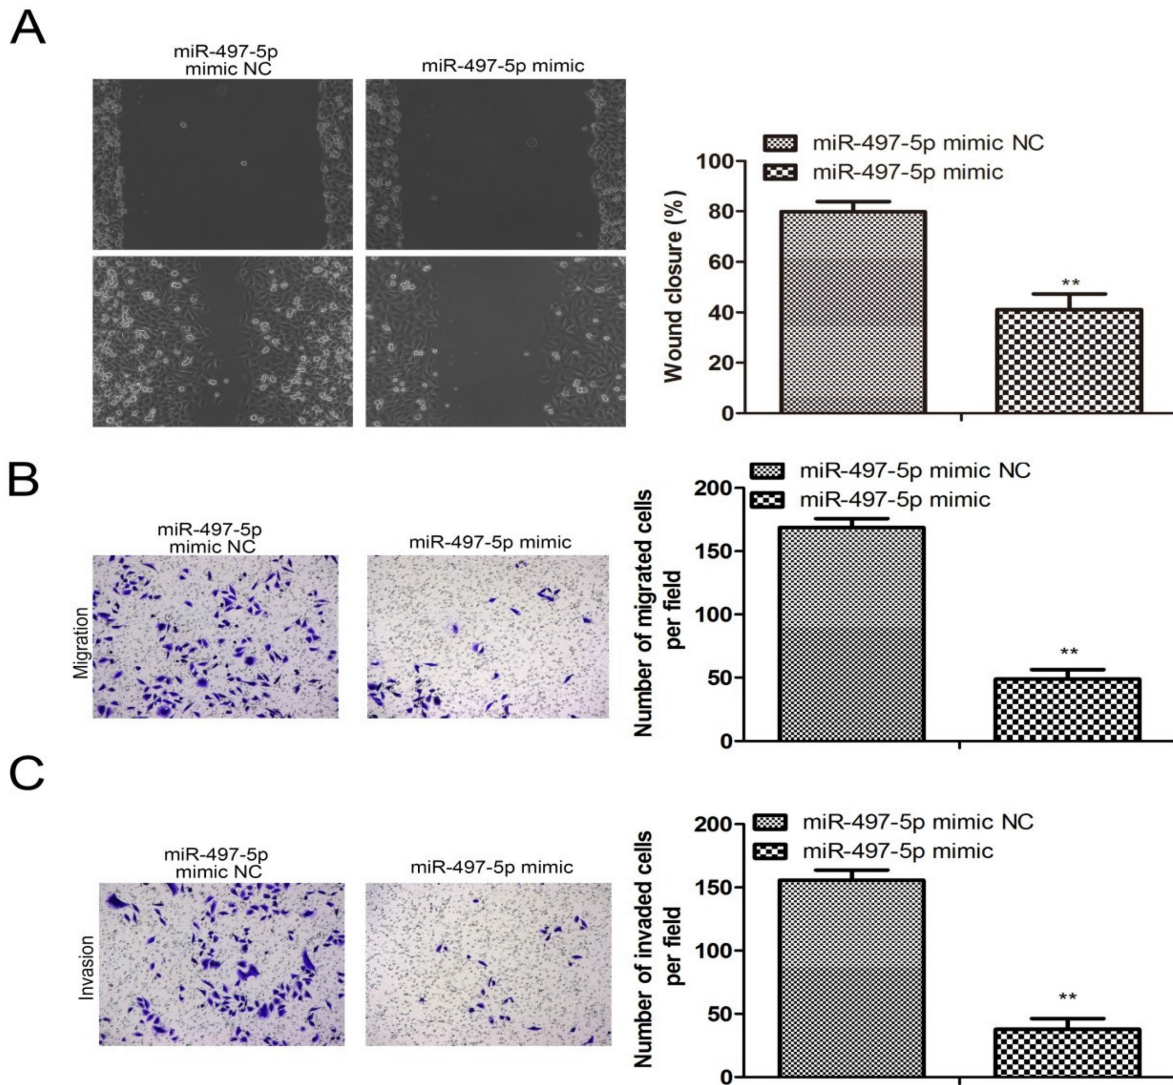 A
miR-497-5p
mimic NC
miR-497-5p mimic
miR-497-5p mimic NC
miR-497-5p mimic
Wound closure (%)
100
80
60
40
20
0
**
B
miR-497-5p
mimic NC
miR-497-5p mimic
Migration
miR-497-5p mimic NC
miR-497-5p mimic
Number of migrated cells
per field
200
150
100
50
0
**
C
miR-497-5p
mimic NC
miR-497-5p mimic
Invasion
miR-497-5p mimic NC
miR-497-5p mimic
Number of invaded cells
per field
200
150
100
50
0
**